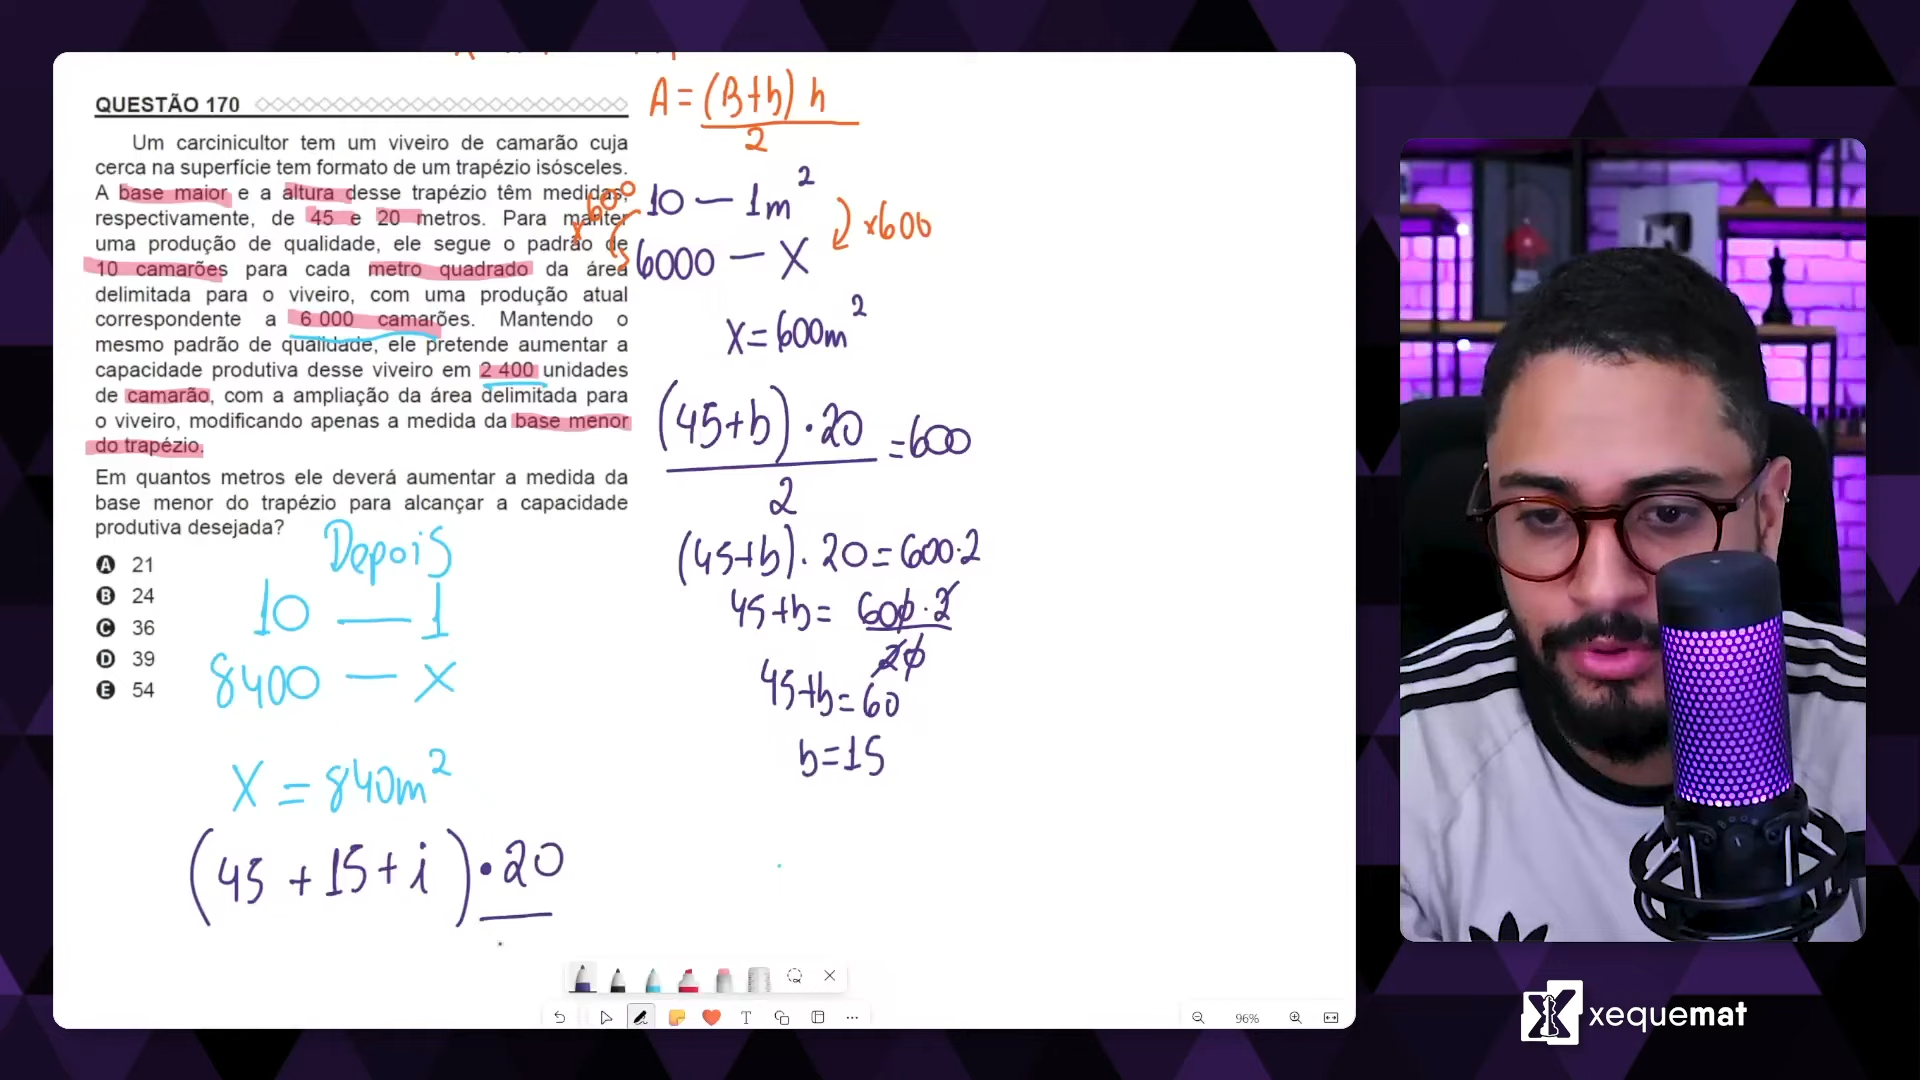 QUESTÃO 170
Um carcinicultor tem um viveiro de camarão cuja
cerca na superfície tem formato de um trapézio isósceles.
A base maior e a altura desse trapézio têm medidas,
respectivamente, de 45 e 20 metros. Para manter
uma produção de qualidade, ele segue o padrão de
10 camarões para cada metro quadrado da área
delimitada para o viveiro, com uma produção atual
correspondente a 6 000 camarões. Mantendo o
mesmo padrão de qualidade, ele pretende aumentar a
capacidade produtiva desse viveiro em 2 400 unidades
de camarão, com a ampliação da área delimitada para
o viveiro, modificando apenas a medida da base menor
do trapézio.
Em quantos metros ele deverá aumentar a medida da
base menor do trapézio para alcançar a capacidade
produtiva desejada?
A 21
B 24
C 36
D 39
E 54
Depois
10 — 1
8400 — X
X = 840m²
(45 + 15 + i) • 20
A = (B+b) h
2
10 — 1m²
x600
6000 — X
x600
X = 600m²
(45+b) • 20 = 600
2
(45+b) . 20 = 600.2
45+b = 600 . 2
20
45+b = 60
b = 15
96%
xequemat